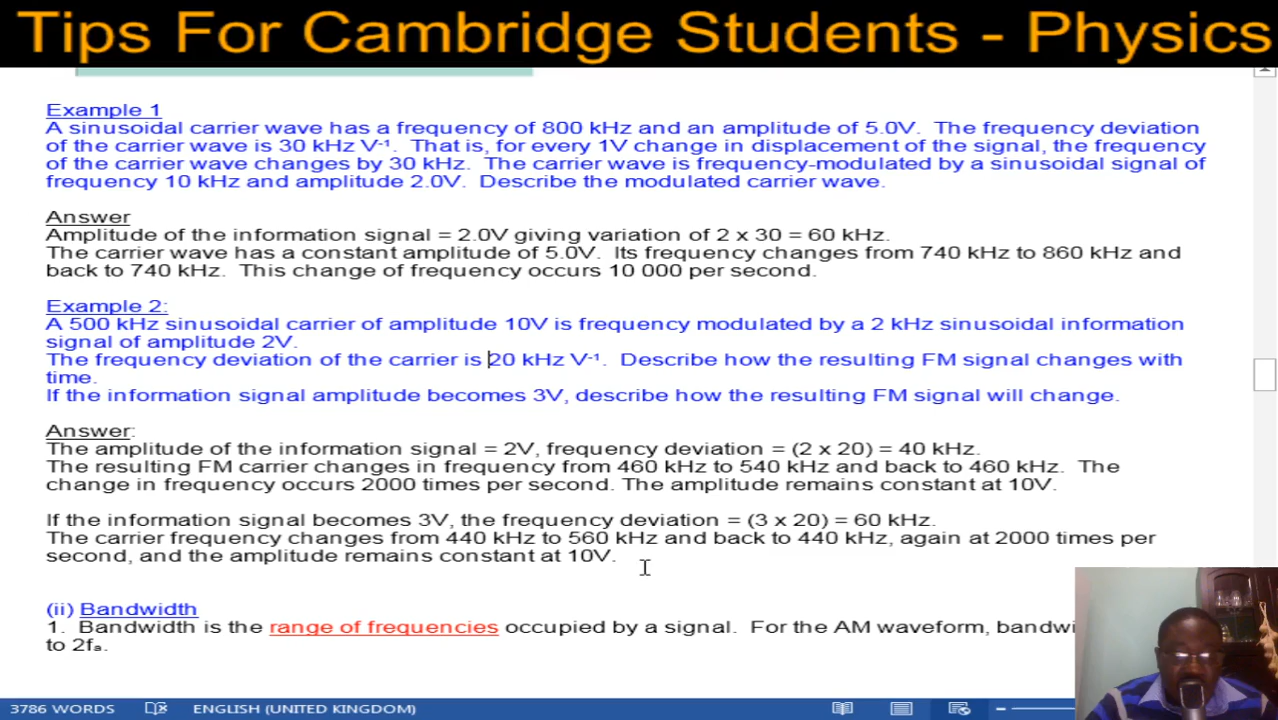 Tips For Cambridge Students - Physics
Example 1
A sinusoidal carrier wave has a frequency of 800 kHz and an amplitude of 5.0V. The frequency deviation
of the carrier wave is 30 kHz V-¹. That is, for every 1V change in displacement of the signal, the frequency
of the carrier wave changes by 30 kHz. The carrier wave is frequency-modulated by a sinusoidal signal of
frequency 10 kHz and amplitude 2.0V. Describe the modulated carrier wave.
Answer
Amplitude of the information signal = 2.0V giving variation of 2 x 30 = 60 kHz.
The carrier wave has a constant amplitude of 5.0V. Its frequency changes from 740 kHz to 860 kHz and
back to 740 kHz. This change of frequency occurs 10 000 per second.
Example 2:
A 500 kHz sinusoidal carrier of amplitude 10V is frequency modulated by a 2 kHz sinusoidal information
signal of amplitude 2V.
The frequency deviation of the carrier is 20 kHz V-¹. Describe how the resulting FM signal changes with
time.
If the information signal amplitude becomes 3V, describe how the resulting FM signal will change.
Answer:
The amplitude of the information signal = 2V, frequency deviation = (2 x 20) = 40 kHz.
The resulting FM carrier changes in frequency from 460 kHz to 540 kHz and back to 460 kHz. The
change in frequency occurs 2000 times per second. The amplitude remains constant at 10V.
If the information signal becomes 3V, the frequency deviation = (3 x 20) = 60 kHz.
The carrier frequency changes from 440 kHz to 560 kHz and back to 440 kHz, again at 2000 times per
second, and the amplitude remains constant at 10V.
(ii) Bandwidth
1. Bandwidth is the range of frequencies occupied by a signal. For the AM waveform,
to 2fₐ.
3786 WORDS ENGLISH (UNITED KINGDOM)